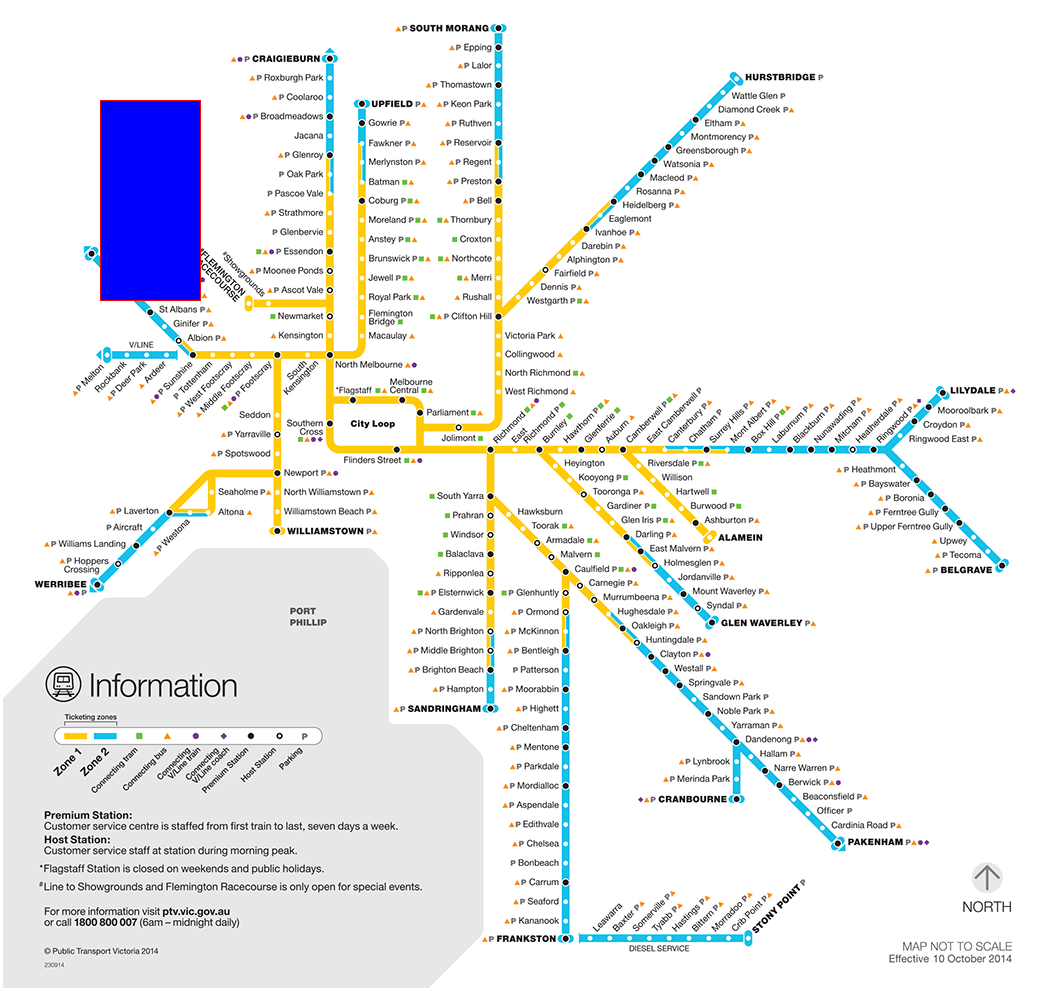 SOUTH MORANG
P Epping
P Lalor
P Thomastown
P Keon Park
P Ruthven
P Reservoir
P Regent
P Preston
P Bell
Thornbury
Croxton
Northcote
Merri
Rushall
P Clifton Hill
Victoria Park
Collingwood
North Richmond
West Richmond
P CRAIGIEBURN
P Roxburgh Park
P Coolaroo
P Broadmeadows
Jacana
P Glenroy
P Oak Park
P Pascoe Vale
P Strathmore
P Glenbervie
P Essendon
P Moonee Ponds
P Ascot Vale
Newmarket
Kensington
UPFIELD P
Gowrie P
Fawkner P
Merlynston P
Batman
Coburg P
Moreland P
Anstey P
Brunswick P
Jewell P
Royal Park P
Flemington
Bridge
Macaulay
North Melbourne
HURSTBRIDGE P
Wattle Glen P
Diamond Creek P
Eltham P
Montmorency P
Greensborough P
Watsonia P
Macleod P
Rosanna P
Heidelberg P
Eaglemont
Ivanhoe P
Darebin P
Alphington P
Fairfield P
Dennis P
Westgarth P
#FLEMINGTON
RACECOURSE
#Showgrounds
St Albans P
Ginifer P
Albion P
V/LINE
P Melton
Rockbank
P Deer Park
Ardeer
P Sunshine
P Tottenham
P West Footscray
Middle Footscray
P Footscray
South
Kensington
Seddon
P Yarraville
P Spotswood
Newport P
Seaholme P
Altona
P Westona
P Laverton
P Aircraft
P Williams Landing
P Hoppers
Crossing
WERRIBEE
P
North Williamstown P
Williamstown Beach P
WILLIAMSTOWN P
*Flagstaff
Melbourne
Central
Parliament
Southern
Cross
City Loop
Jolimont
Flinders Street
Richmond
East
Richmond P
Burnley
Hawthorn P
Glenferrie
Auburn
Camberwell P
East Camberwell P
Canterbury P
Chatham P
Surrey Hills P
Mont Albert P
Box Hill P
Laburnum P
Blackburn P
Nunawading P
Mitcham P
Heatherdale P
Ringwood P
LILYDALE P
Mooroolbark P
Croydon P
Ringwood East P
P Heathmont
P Bayswater
P Boronia
P Ferntree Gully
P Upper Ferntree Gully
Upwey
P Tecoma
P BELGRAVE
Riversdale P
Willison
Hartwell
Burwood P
Ashburton P
ALAMEIN
Heyington
Kooyong P
Tooronga P
Gardiner P
Glen Iris P
Darling P
East Malvern P
Holmesglen P
Jordanville P
Mount Waverley P
Syndal P
GLEN WAVERLEY P
South Yarra
Prahran
Windsor
Balaclava
Ripponlea
P Elsternwick
Gardenvale
P North Brighton
P Middle Brighton
P Brighton Beach
P Hampton
P SANDRINGHAM
Hawksburn
Toorak
Armadale P
Malvern
Caulfield P
Carnegie P
Murrumbeena P
Hughesdale P
Oakleigh P
Huntingdale P
Clayton P
Westall P
Springvale P
Sandown Park P
Noble Park P
Yarraman P
Dandenong P
Hallam P
Narre Warren P
Berwick P
Beaconsfield P
Officer P
Cardinia Road P
PAKENHAM P
P Lynbrook
P Merinda Park
P CRANBOURNE
P Glenhuntly
P Ormond
P McKinnon
P Bentleigh
P Patterson
P Moorabbin
P Highett
P Cheltenham
P Mentone
P Parkdale
P Mordialloc
P Aspendale
P Edithvale
P Chelsea
P Bonbeach
P Carrum
P Seaford
P Kananook
P FRANKSTON
Leawarra
Baxter P
Somerville P
Tyabb P
Hastings P
Bittern P
Morradoo P
Crib Point P
STONY POINT P
DIESEL SERVICE
PORT
PHILLIP
Information
Ticketing zones
Zone 1
Zone 2
Connecting tram
Connecting bus
Connecting
V/Line train
Connecting
V/Line coach
Premium Station
Host Station
P
Parking
Premium Station:
Customer service centre is staffed from first train to last, seven days a week.
Host Station:
Customer service staff at station during morning peak.
*Flagstaff Station is closed on weekends and public holidays.
#Line to Showgrounds and Flemington Racecourse is only open for special events.
For more information visit ptv.vic.gov.au
or call 1800 800 007 (6am – midnight daily)
© Public Transport Victoria 2014
230914
NORTH
MAP NOT TO SCALE
Effective 10 October 2014